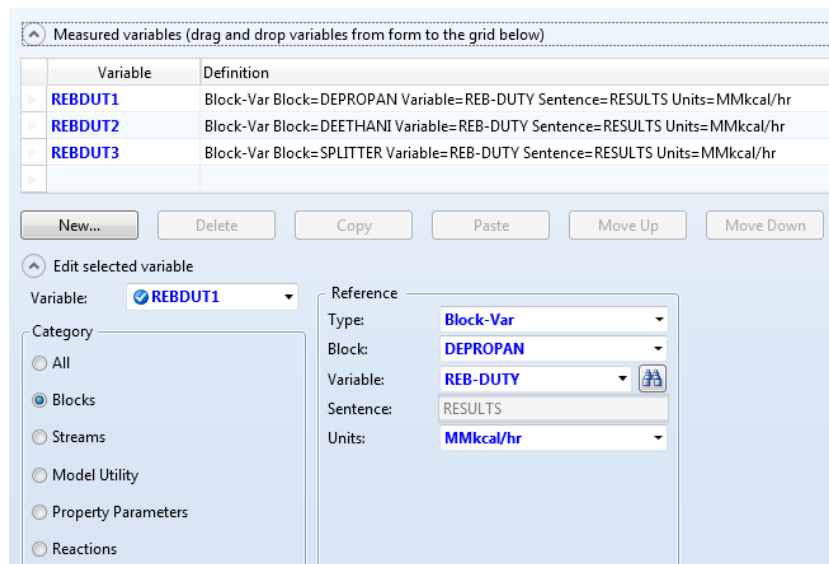 Measured variables (drag and drop variables from form to the grid below)
Variable Definition
REBDUT1 Block-Var Block=DEPROPAN Variable=REB-DUTY Sentence=RESULTS Units=MMkcal/hr
REBDUT2 Block-Var Block=DEETHANI Variable=REB-DUTY Sentence=RESULTS Units=MMkcal/hr
REBDUT3 Block-Var Block=SPLITTER Variable=REB-DUTY Sentence=RESULTS Units=MMkcal/hr
New... Delete Copy Paste Move Up Move Down
Edit selected variable
Variable: REBDUT1
Category
All
Blocks
Streams
Model Utility
Property Parameters
Reactions
Reference
Type: Block-Var
Block: DEPROPAN
Variable: REB-DUTY
Sentence: RESULTS
Units: MMkcal/hr